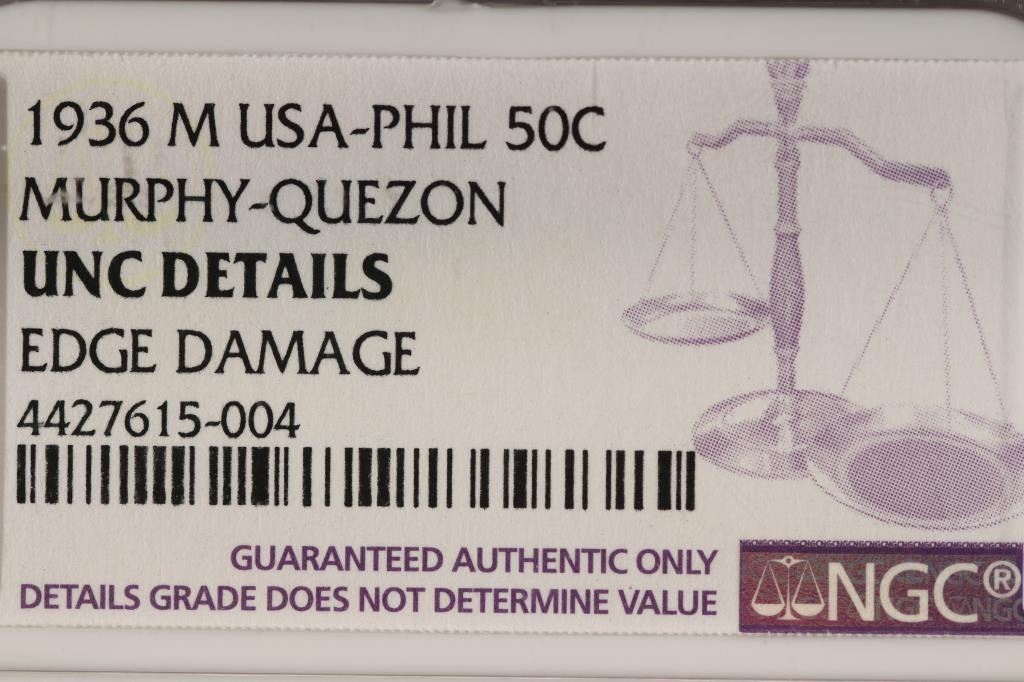 1936 M USA-PHIL 50C
MURPHY-QUEZON
UNC DETAILS
EDGE DAMAGE
4427615-004
GUARANTEED AUTHENTIC ONLY
DETAILS GRADE DOES NOT DETERMINE VALUE
NGC®